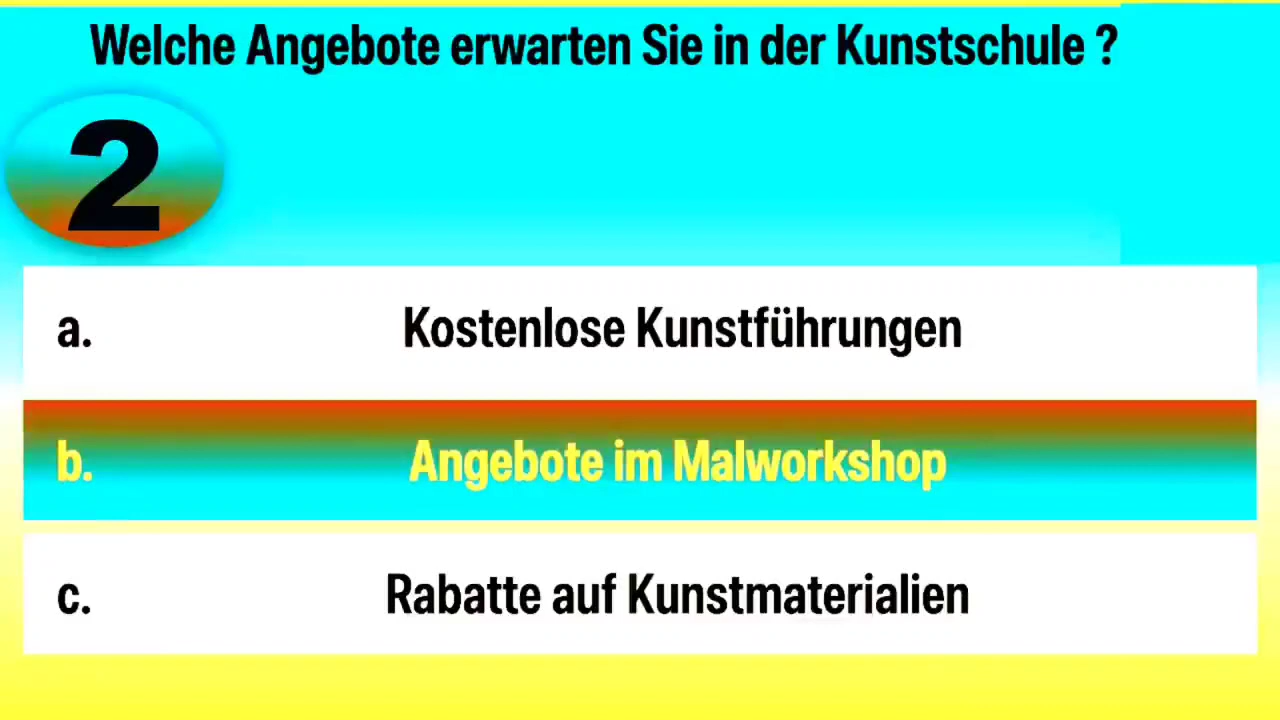 Welche Angebote erwarten Sie in der Kunstschule ?
2
a. Kostenlose Kunstführungen
b. Angebote im Malworkshop
c. Rabatte auf Kunstmaterialien